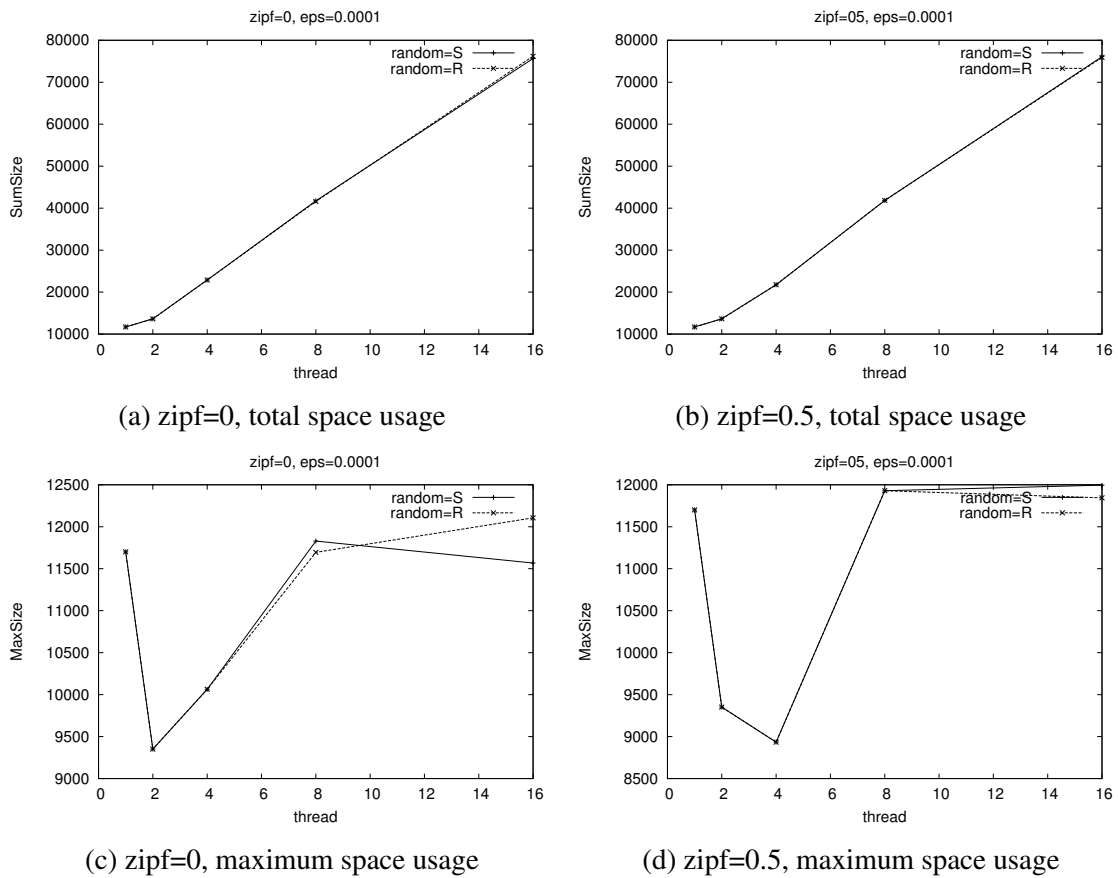 zipf=0, eps=0.0001
80000
70000
60000
50000
40000
30000
20000
10000
SumSize
random=S
random=R
0 2 4 6 8 10 12 14 16
thread
(a) zipf=0, total space usage
zipf=05, eps=0.0001
80000
70000
60000
50000
40000
30000
20000
10000
SumSize
random=S
random=R
0 2 4 6 8 10 12 14 16
thread
(b) zipf=0.5, total space usage
zipf=0, eps=0.0001
12500
12000
11500
11000
10500
10000
9500
9000
MaxSize
random=S
random=R
0 2 4 6 8 10 12 14 16
thread
(c) zipf=0, maximum space usage
zipf=05, eps=0.0001
12000
11500
11000
10500
10000
9500
9000
8500
MaxSize
random=S
random=R
0 2 4 6 8 10 12 14 16
thread
(d) zipf=0.5, maximum space usage